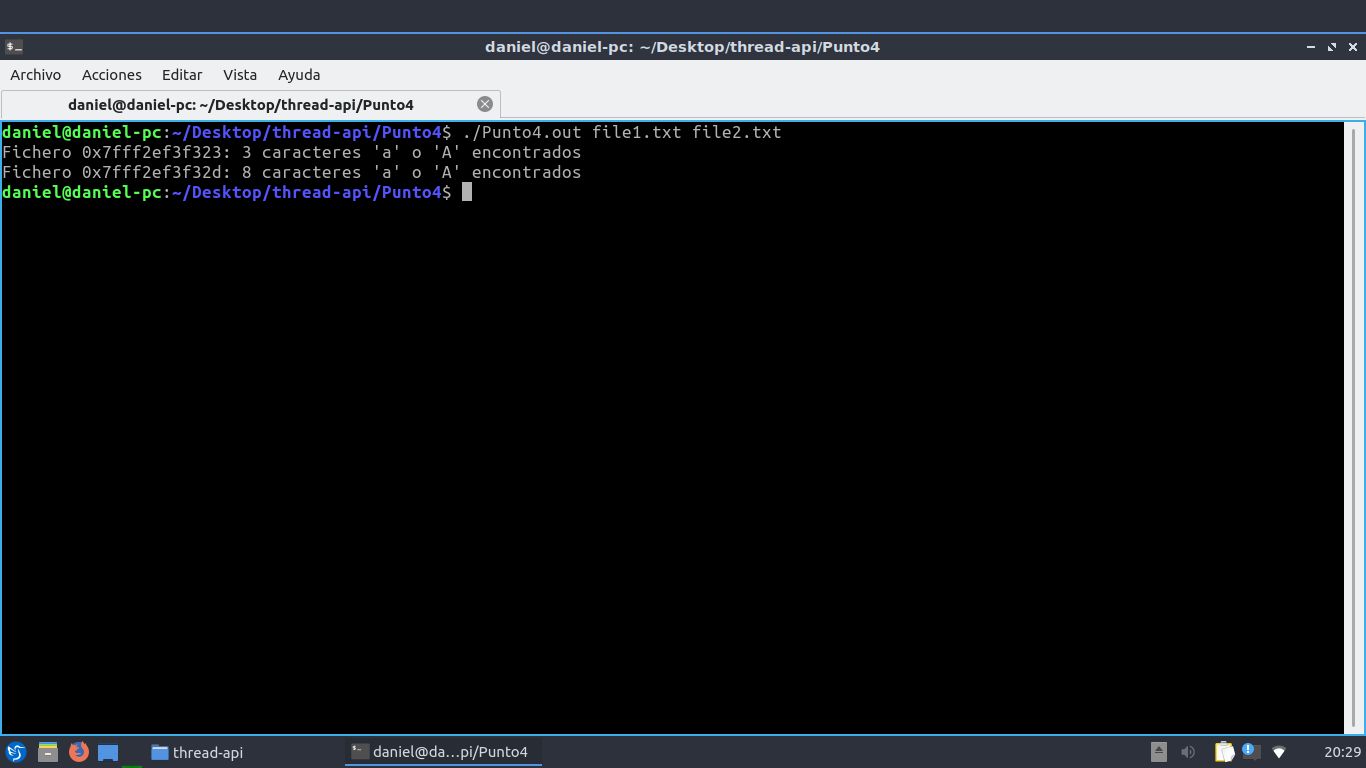 daniel@daniel-pc: ~/Desktop/thread-api/Punto4
Archivo Acciones Editar Vista Ayuda
daniel@daniel-pc: ~/Desktop/thread-api/Punto4
daniel@daniel-pc:~/Desktop/thread-api/Punto4$ ./Punto4.out file1.txt file2.txt
Fichero 0x7fff2ef3f323: 3 caracteres 'a' o 'A' encontrados
Fichero 0x7fff2ef3f32d: 8 caracteres 'a' o 'A' encontrados
daniel@daniel-pc:~/Desktop/thread-api/Punto4$
thread-api daniel@da...pi/Punto4 20:29